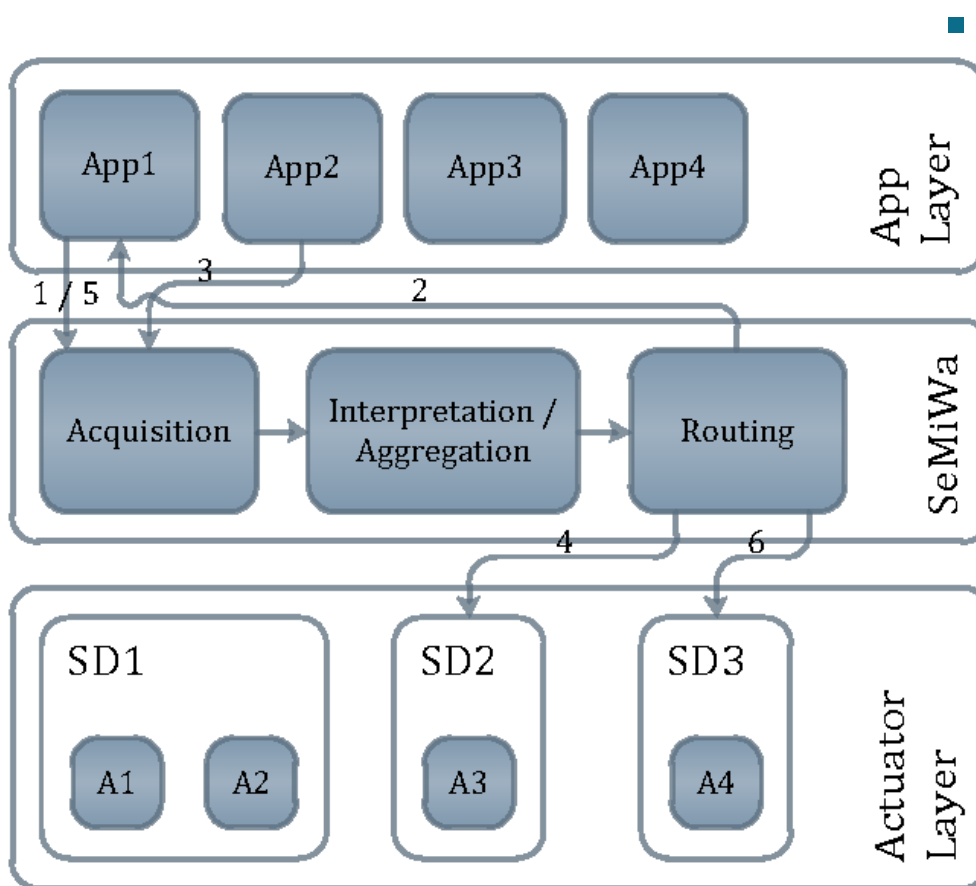 App1
App2
App3
App4
App
Layer
1 / 5
3
2
Acquisition
Interpretation /
Aggregation
Routing
SeMiWa
4
6
SD1
SD2
SD3
A1
A2
A3
A4
Actuator
Layer